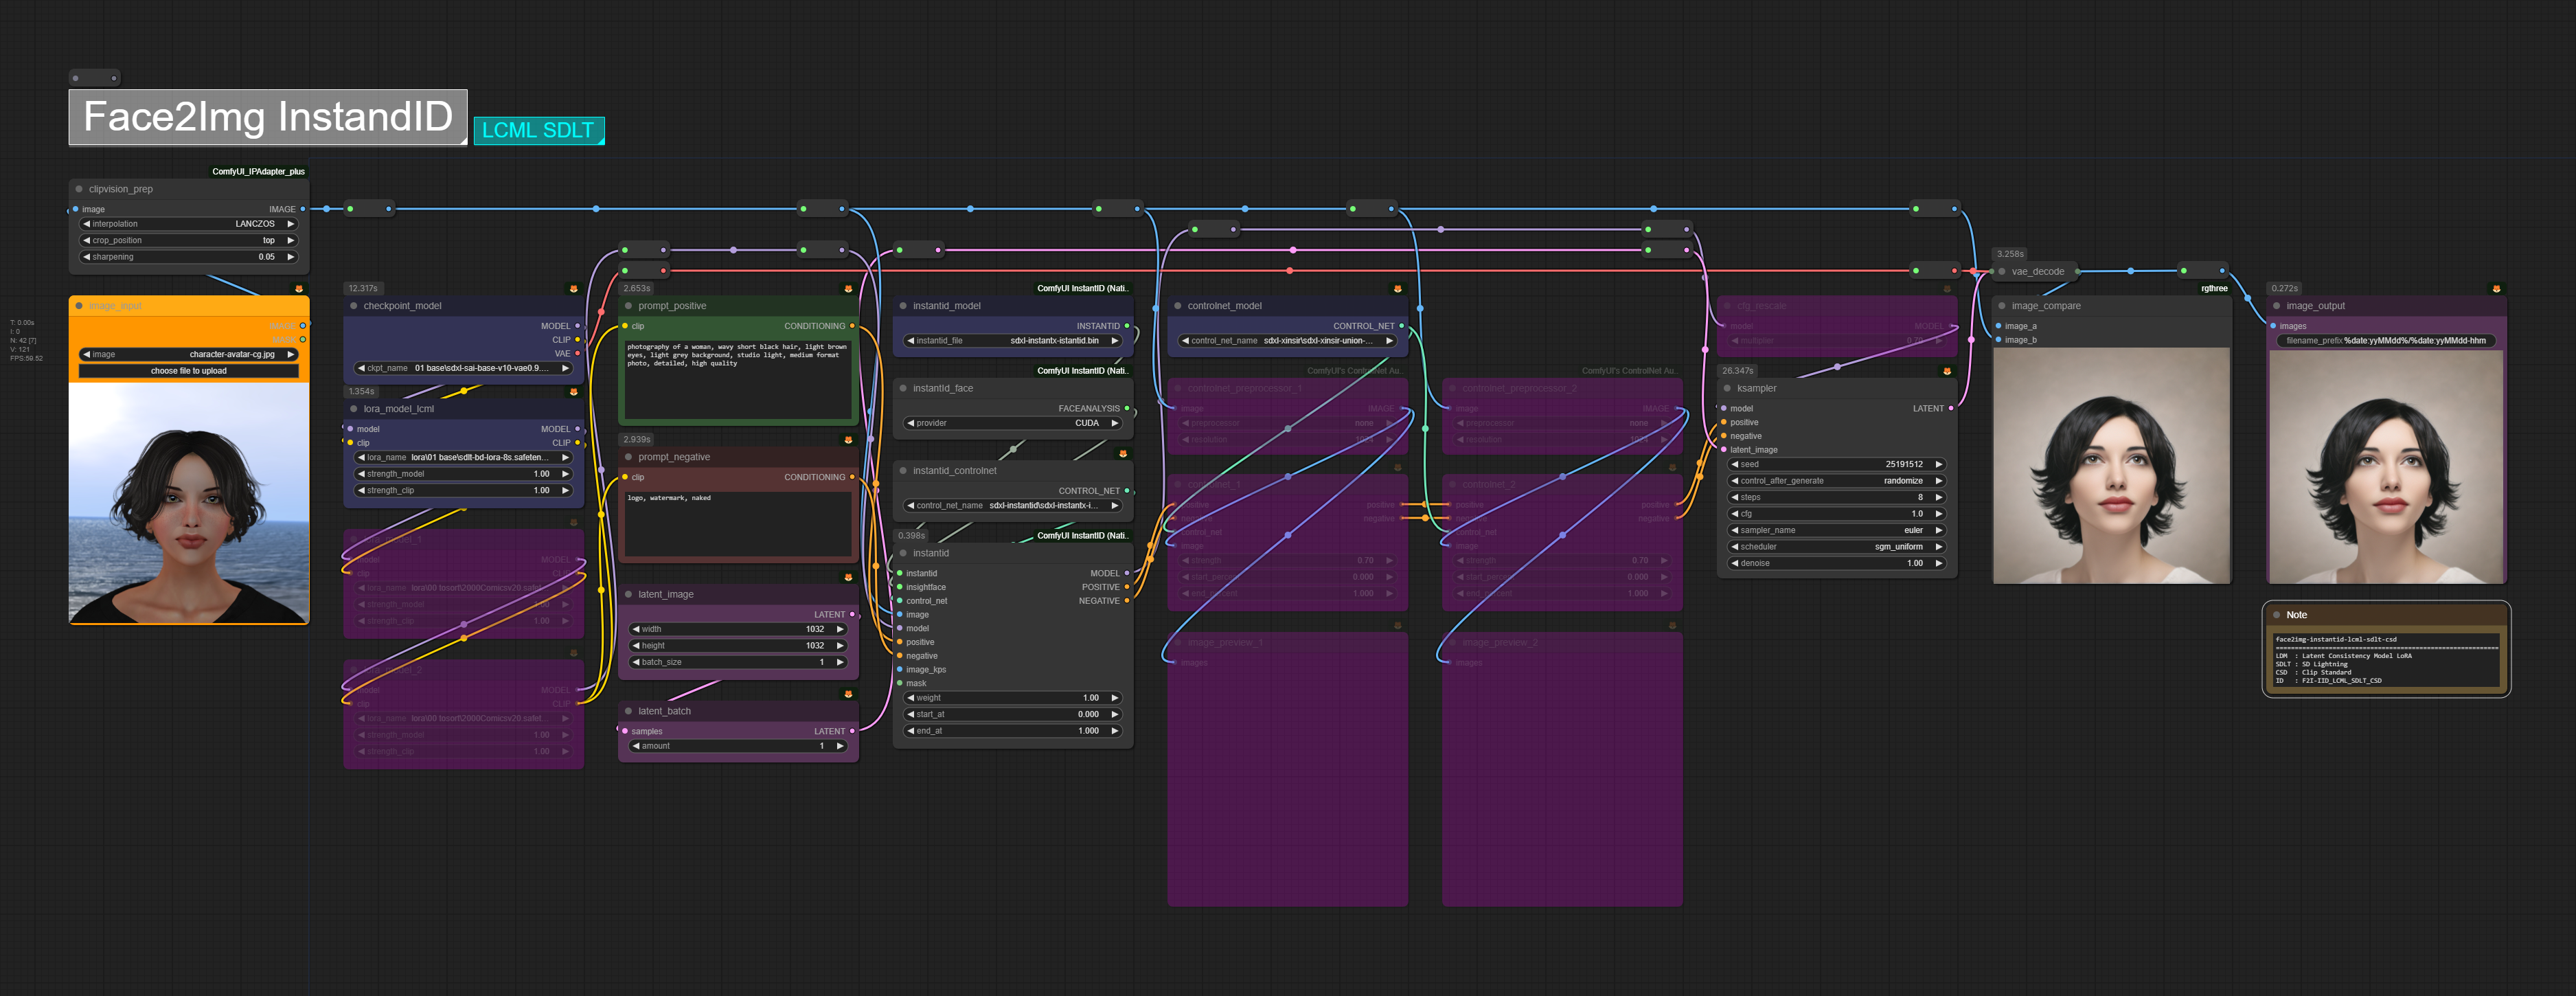 Face2Img InstandID
LCML SDLT
ComfyUI_IPAdapter_plus
clipvision_prep
image IMAGE
interpolation LANCZOS
crop_position top
sharpening 0.05
image_input
image character-avatar-cg.jpg
choose file to upload
T: 0.00s
I: 0
N: 42 [7]
V: 121
FPS:59.52
12.317s
checkpoint_model
MODEL
CLIP
VAE
ckpt_name 01 base\sdxl-sai-base-v10-vae0.9....
1.354s
lora_model_lcml
model MODEL
clip CLIP
lora_name lora\01 base\sdlt-bd-lora-8s.safeten...
strength_model 1.00
strength_clip 1.00
model MODEL
clip CLIP
lora_name lora\00 tosort\2000Comicsv20.safet...
strength_model 1.00
strength_clip 1.00
model MODEL
clip CLIP
lora_name lora\00 tosort\2000Comicsv20.safet...
strength_model 1.00
strength_clip 1.00
2.653s
prompt_positive
clip CONDITIONING
photography of a woman, wavy short black hair, light brown
eyes, light grey background, studio light, medium format
photo, detailed, high quality
2.939s
prompt_negative
clip CONDITIONING
logo, watermark, naked
latent_image
LATENT
width 1032
height 1032
batch_size 1
latent_batch
samples LATENT
amount 1
ComfyUI InstantID (Nati..
instantid_model
INSTANTID
instantid_file sdxl-instantx-istantid.bin
ComfyUI InstantID (Nati..
instantId_face
FACEANALYSIS
provider CUDA
instantid_controlnet
CONTROL_NET
control_net_name sdxl-instantid\sdxl-instantx-i...
0.398s
ComfyUI InstantID (Nati..
instantid
instantid MODEL
insightface POSITIVE
control_net NEGATIVE
image
model
positive
negative
image_kps
mask
weight 1.00
start_at 0.000
end_at 1.000
controlnet_model
CONTROL_NET
control_net_name sdxl-xinsir\sdxl-xinsir-union-...
ComfyUI's ControlNet Au..
controlnet_preprocessor_1
image IMAGE
preprocessor none
resolution 1024
controlnet_1
positive positive
negative negative
control_net
image
strength 0.70
start_percent 0.000
end_percent 1.000
image_preview_1
images
ComfyUI's ControlNet Au..
controlnet_preprocessor_2
image IMAGE
preprocessor none
resolution 1024
controlnet_2
positive positive
negative negative
control_net
image
strength 0.70
start_percent 0.000
end_percent 1.000
image_preview_2
images
cfg_rescale
model MODEL
multiplier 0.70
26.347s
ksampler
model LATENT
positive
negative
latent_image
seed 25191512
control_after_generate randomize
steps 8
cfg 1.0
sampler_name euler
scheduler sgm_uniform
denoise 1.00
3.258s
vae_decode
rgthree
image_compare
image_a
image_b
0.272s
image_output
images
filename_prefix %date:yyMMdd%/%date:yyMMdd-hhm
Note
face2img-instantid-lcml-sdlt-csd
LDM : Latent Consistency Model LoRA
SDLT : SD Lightning
CSD : Clip Standard
ID : F2I-IID_LCML_SDLT_CSD